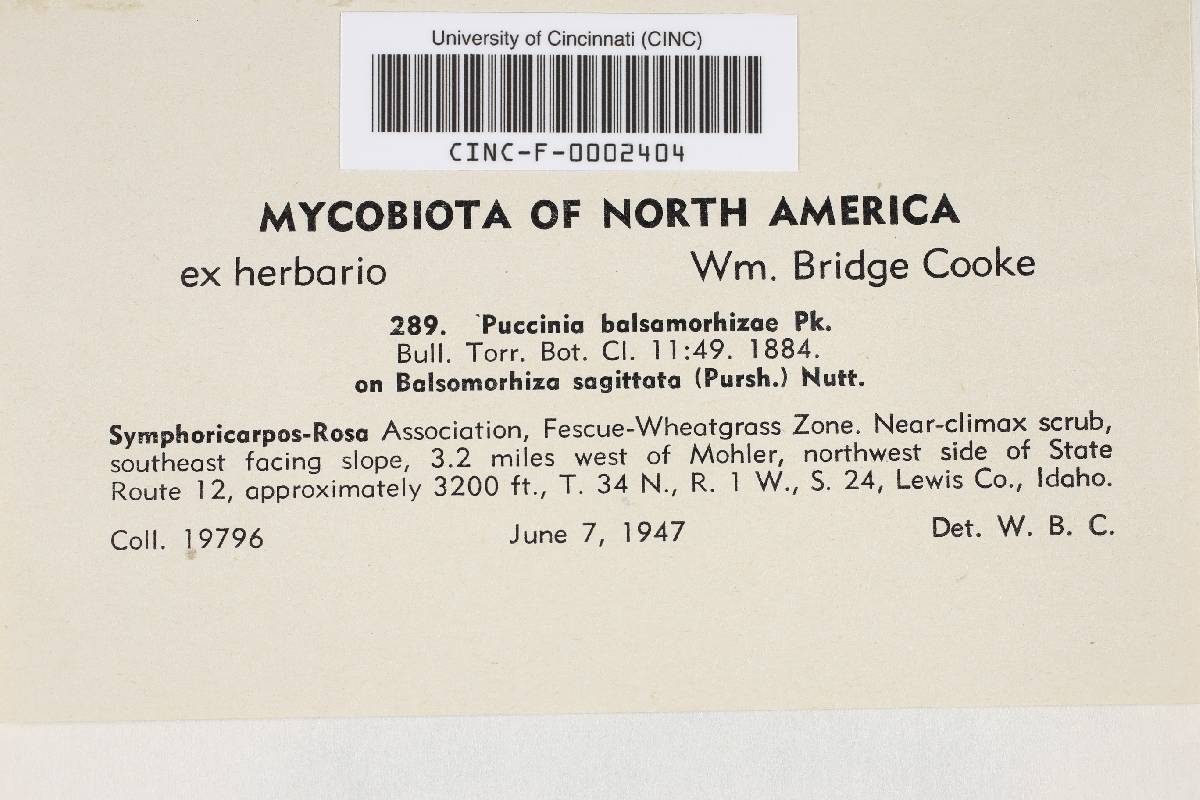 University of Cincinnati (CINC)
CINC-F-0002404
MYCOBIOTA OF NORTH AMERICA
ex herbario Wm. Bridge Cooke
289. Puccinia balsamorhizae Pk.
Bull. Torr. Bot. Cl. 11:49. 1884.
on Balsomorhiza sagittata (Pursh.) Nutt.
Symphoricarpos-Rosa Association, Fescue-Wheatgrass Zone. Near-climax scrub,
southeast facing slope, 3.2 miles west of Mohler, northwest side of State
Route 12, approximately 3200 ft., T. 34 N., R. 1 W., S. 24, Lewis Co., Idaho.
Coll. 19796 June 7, 1947 Det. W. B. C.